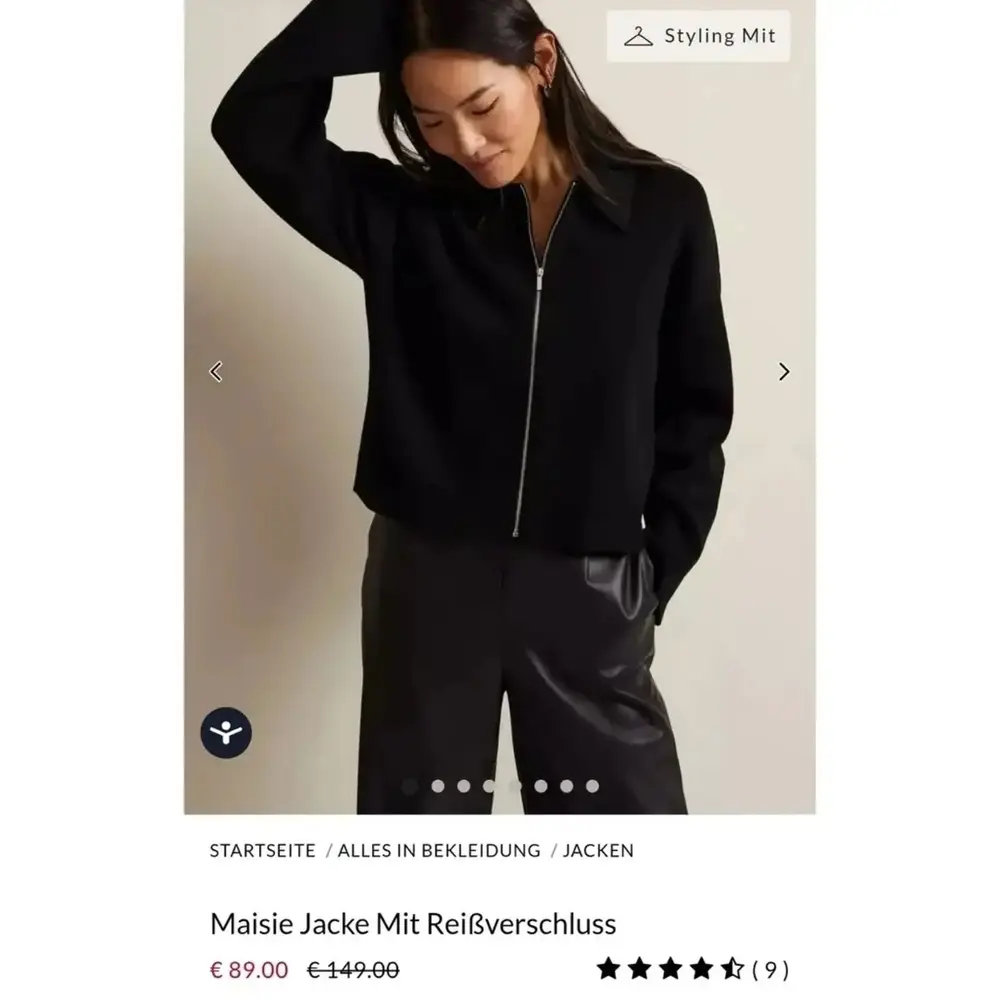 Styling Mit
STARTSEITE / ALLES IN BEKLEIDUNG / JACKEN
Maisie Jacke Mit Reißverschluss
€ 89.00 € 149.00 ( 9 )